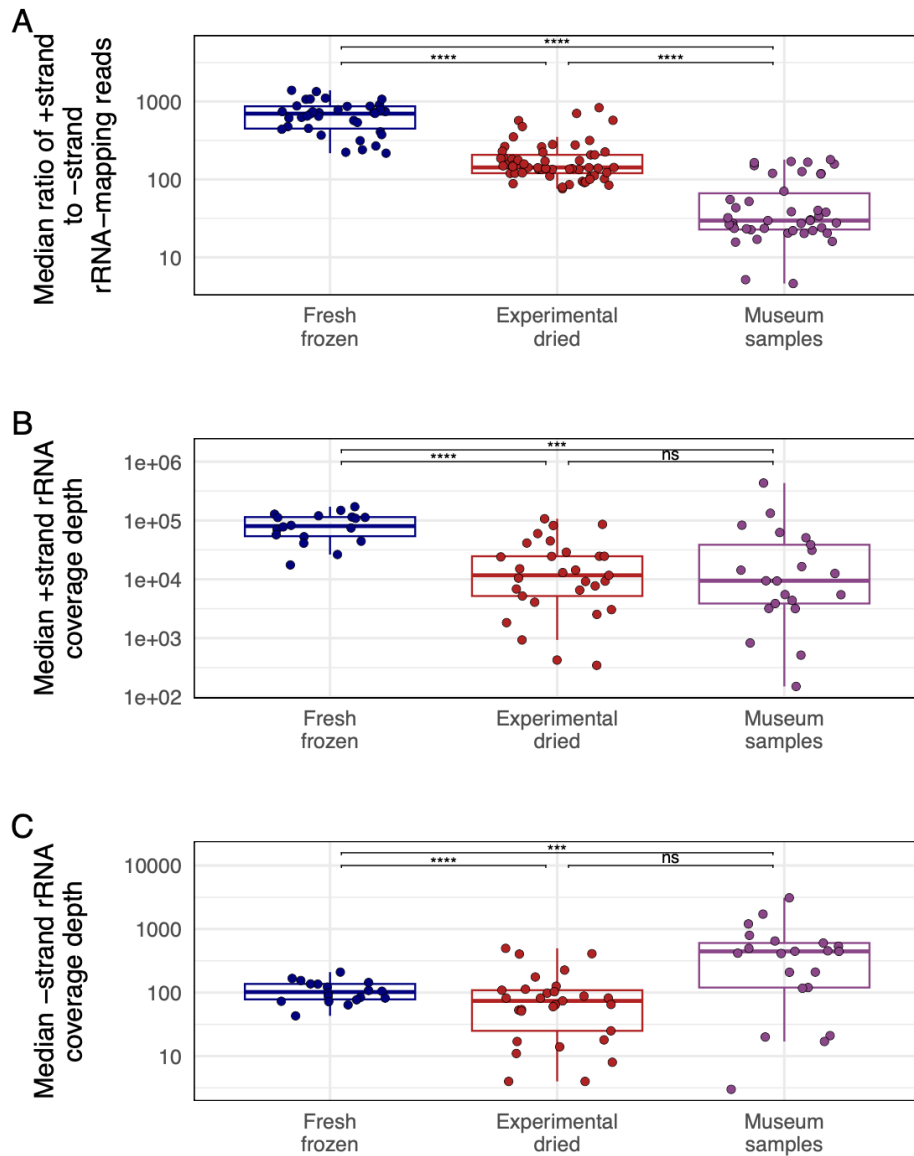 A
Median ratio of +strand
to −strand
rRNA−mapping reads
1000
100
10
****
****
****
Fresh
frozen
Experimental
dried
Museum
samples
B
Median +strand rRNA
coverage depth
1e+06
1e+05
1e+04
1e+03
1e+02
***
****
ns
Fresh
frozen
Experimental
dried
Museum
samples
C
Median −strand rRNA
coverage depth
10000
1000
100
10
***
****
ns
Fresh
frozen
Experimental
dried
Museum
samples